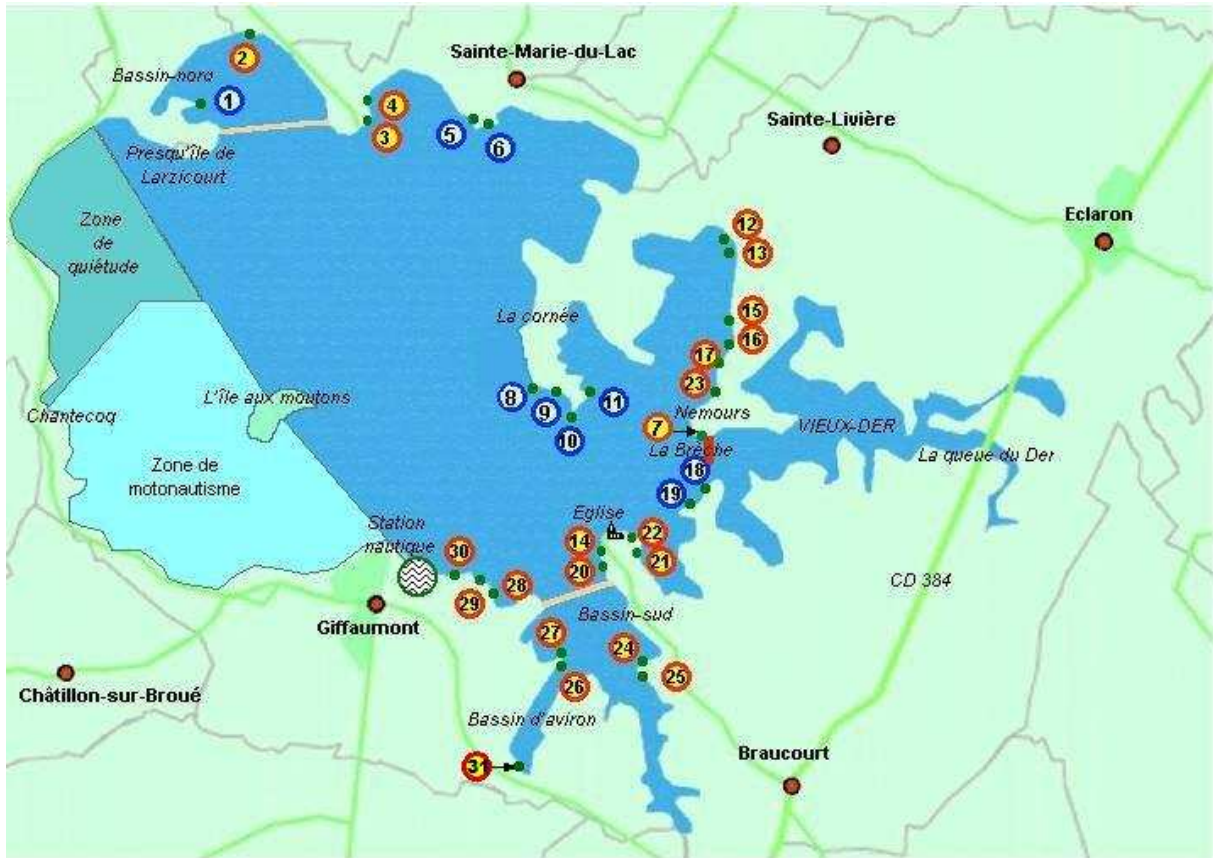 2
Sainte-Marie-du-Lac
Bassin-nord
1
4
3
5
6
Sainte-Livière
Presqu'île de
Larzicourt
Zone
de
quiétude
12
13
Eclaron
La cornée
15
16
17
23
8
9
10
11
L'île aux moutons
Chantecoq
Nemours
7
VIEUX-DER
La Brèche
La queue du Der
Zone de
motonautisme
18
19
Eglise
Station
nautique
14
22
21
20
30
29
28
CD 384
Giffaumont
Bassin-sud
27
24
25
26
Châtillon-sur-Broué
Bassin d'aviron
31
Braucourt